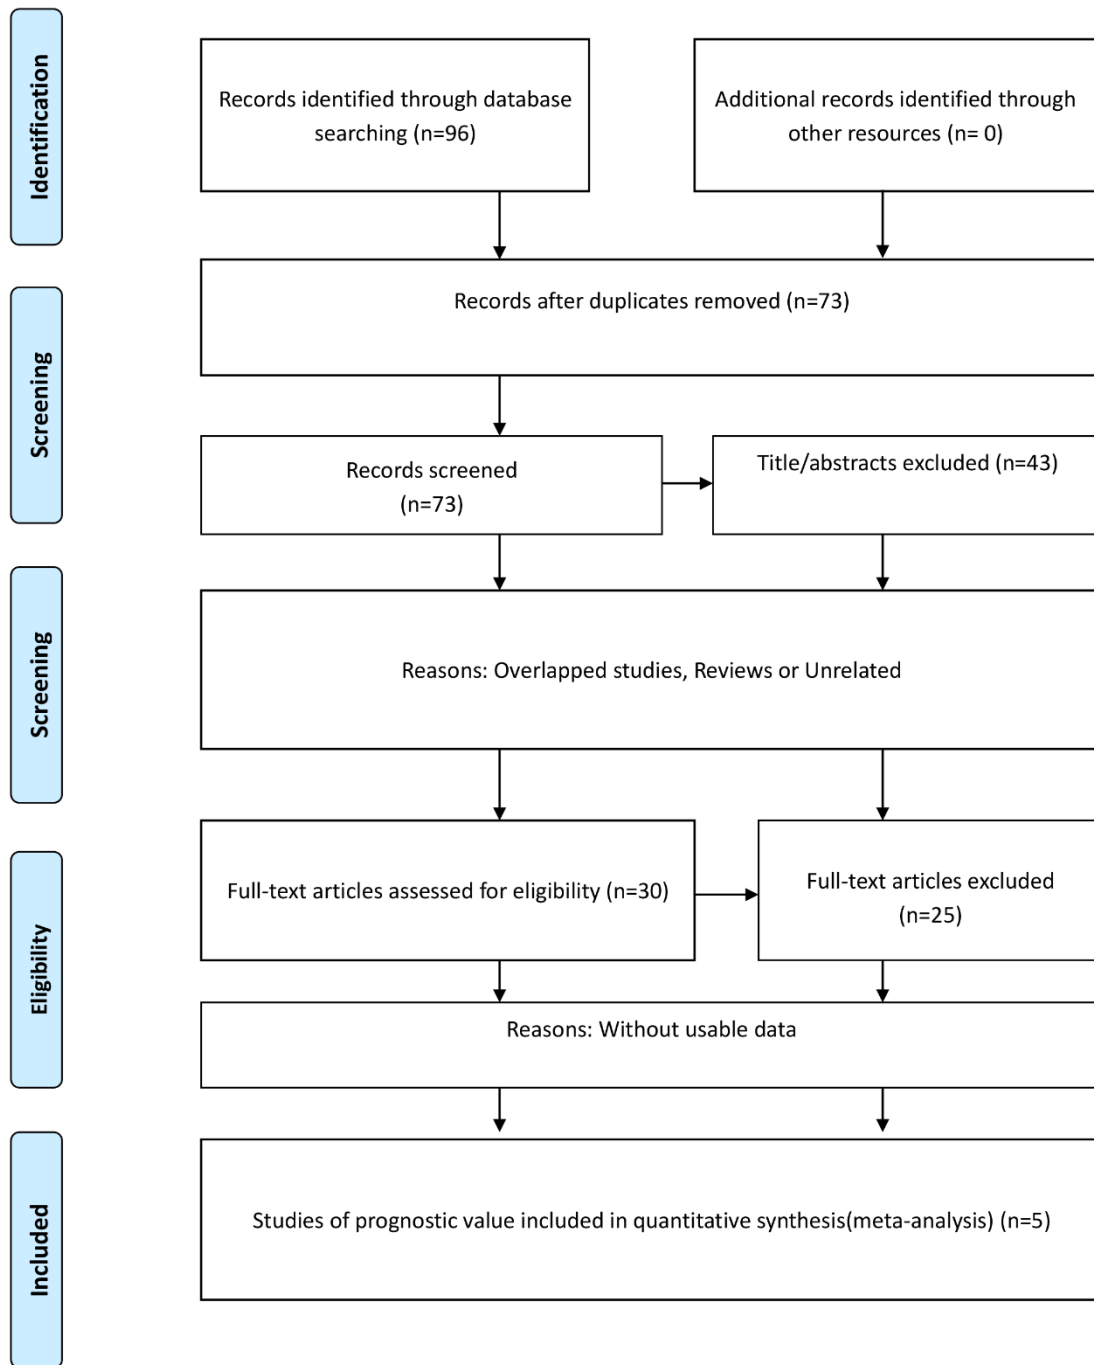 Identification
Records identified through database
searching (n=96)
Additional records identified through
other resources (n= 0)
Screening
Records after duplicates removed (n=73)
Records screened
(n=73)
Title/abstracts excluded (n=43)
Screening
Reasons: Overlapped studies, Reviews or Unrelated
Eligibility
Full-text articles assessed for eligibility (n=30)
Full-text articles excluded
(n=25)
Reasons: Without usable data
Included
Studies of prognostic value included in quantitative synthesis(meta-analysis) (n=5)